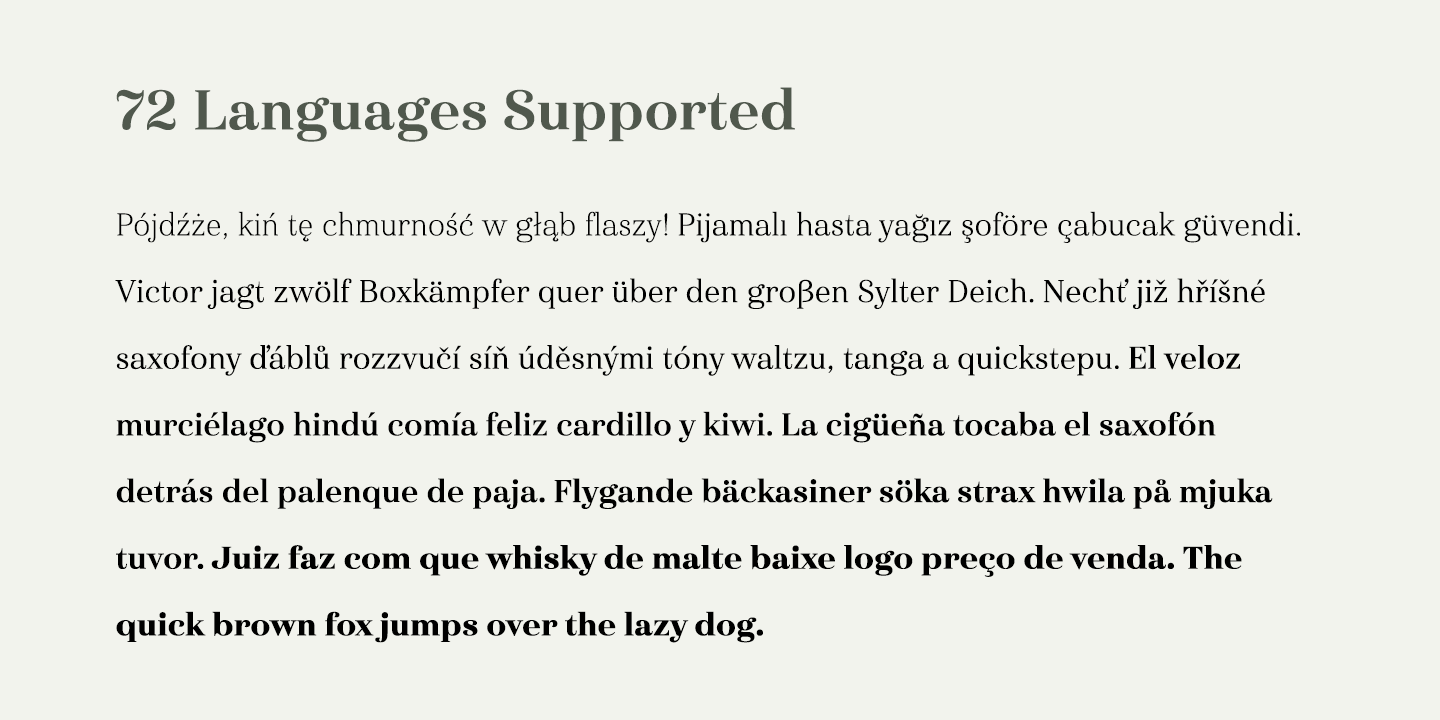 72 Languages Supported
Pójdźże, kiń tę chmurność w głąb flaszy! Pijamalı hasta yağız şoföre çabucak güvendi.
Victor jagt zwölf Boxkämpfer quer über den großen Sylter Deich. Nechť již hříšné
saxofony ďáblů rozzvučí síň úděsnými tóny waltzu, tanga a quickstepu. El veloz
murciélago hindú comía feliz cardillo y kiwi. La cigüeña tocaba el saxofón
detrás del palenque de paja. Flygande bäckasiner söka strax hwila på mjuka
tuvor. Juiz faz com que whisky de malte baixe logo preço de venda. The
quick brown fox jumps over the lazy dog.